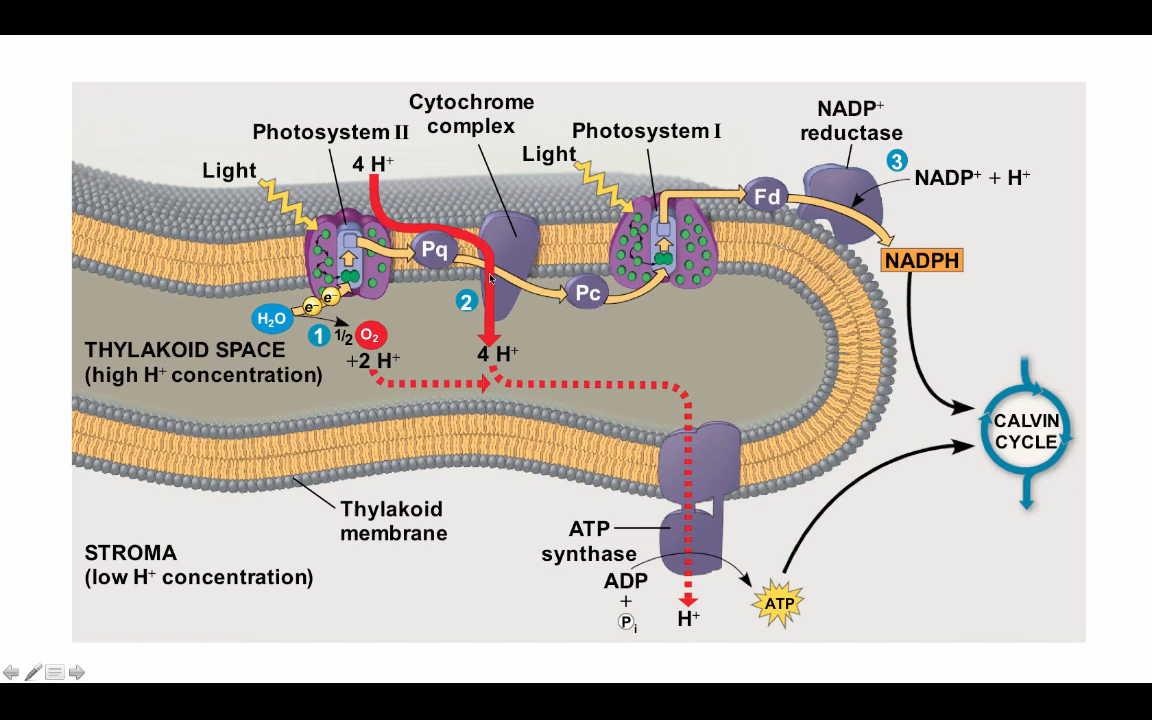 Cytochrome
complex
Photosystem II
Photosystem I
NADP⁺
reductase
Light
4 H⁺
Light
3
NADP⁺ + H⁺
Fd
Pq
NADPH
Pc
2
e⁻
e⁻
H₂O
1
1/2
O₂
+2 H⁺
4 H⁺
THYLAKOID SPACE
(high H⁺ concentration)
CALVIN
CYCLE
Thylakoid
membrane
STROMA
(low H⁺ concentration)
ATP
synthase
ADP
+
P i
H⁺
ATP